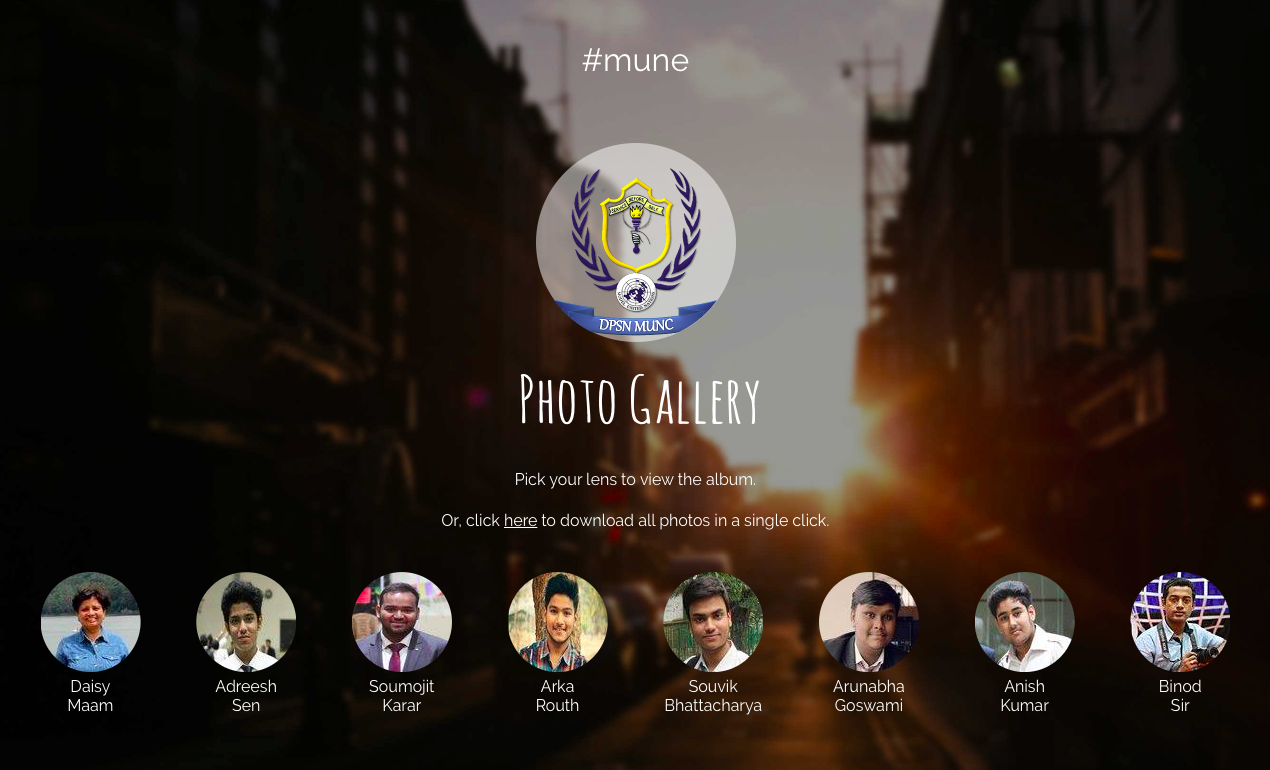 #mune
DPSN MUNC
Photo Gallery
Pick your lens to view the album.
Or, click here to download all photos in a single click.
Daisy
Maam
Adreesh
Sen
Soumojit
Karar
Arka
Routh
Souvik
Bhattacharya
Arunabha
Goswami
Anish
Kumar
Binod
Sir